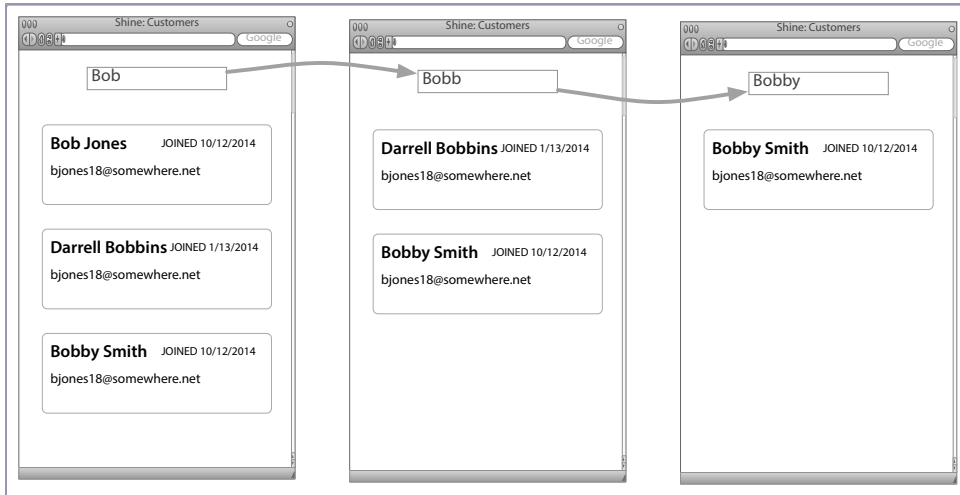 Shine: Customers
Google
Bob
Bob Jones JOINED 10/12/2014
bjones18@somewhere.net
Darrell Bobbins JOINED 1/13/2014
bjones18@somewhere.net
Bobby Smith JOINED 10/12/2014
bjones18@somewhere.net
Shine: Customers
Google
Bobb
Darrell Bobbins JOINED 1/13/2014
bjones18@somewhere.net
Bobby Smith JOINED 10/12/2014
bjones18@somewhere.net
Shine: Customers
Google
Bobby
Bobby Smith JOINED 10/12/2014
bjones18@somewhere.net